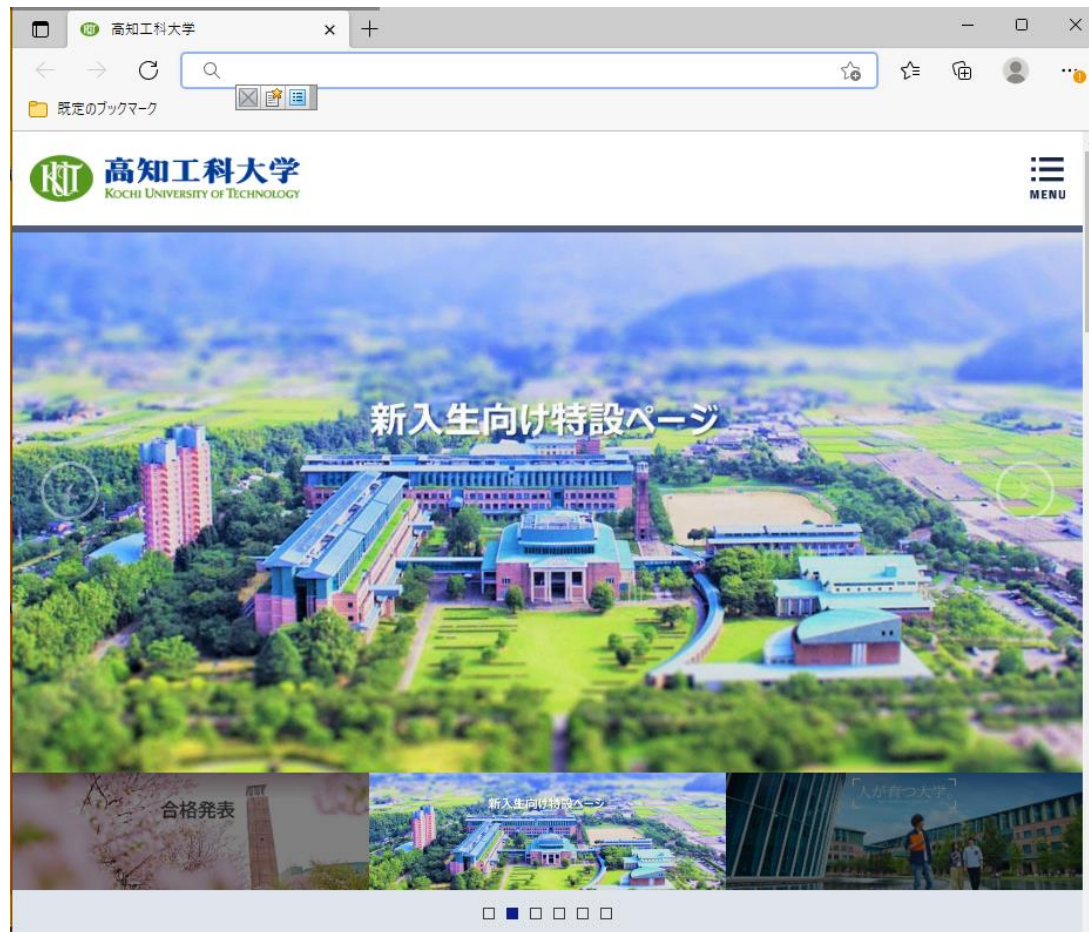 高知工科大学
既定のブックマーク
KUT
高知工科大学
KOCHI UNIVERSITY OF TECHNOLOGY
MENU
新入生向け特設ページ
合格発表
新入生向け特設ページ
「人が育つ大学」